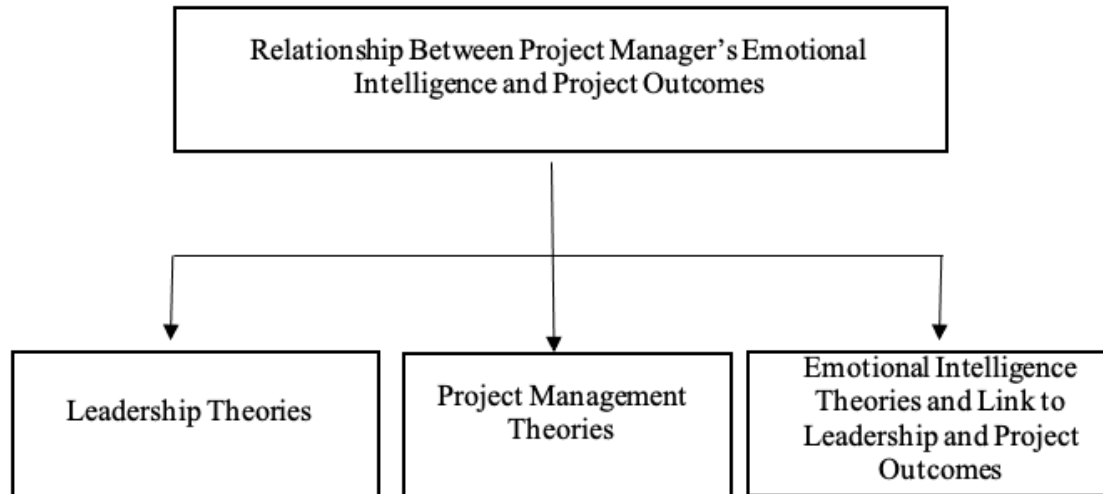 Relationship Between Project Manager’s Emotional
Intelligence and Project Outcomes
Leadership Theories
Project Management
Theories
Emotional Intelligence
Theories and Link to
Leadership and Project
Outcomes